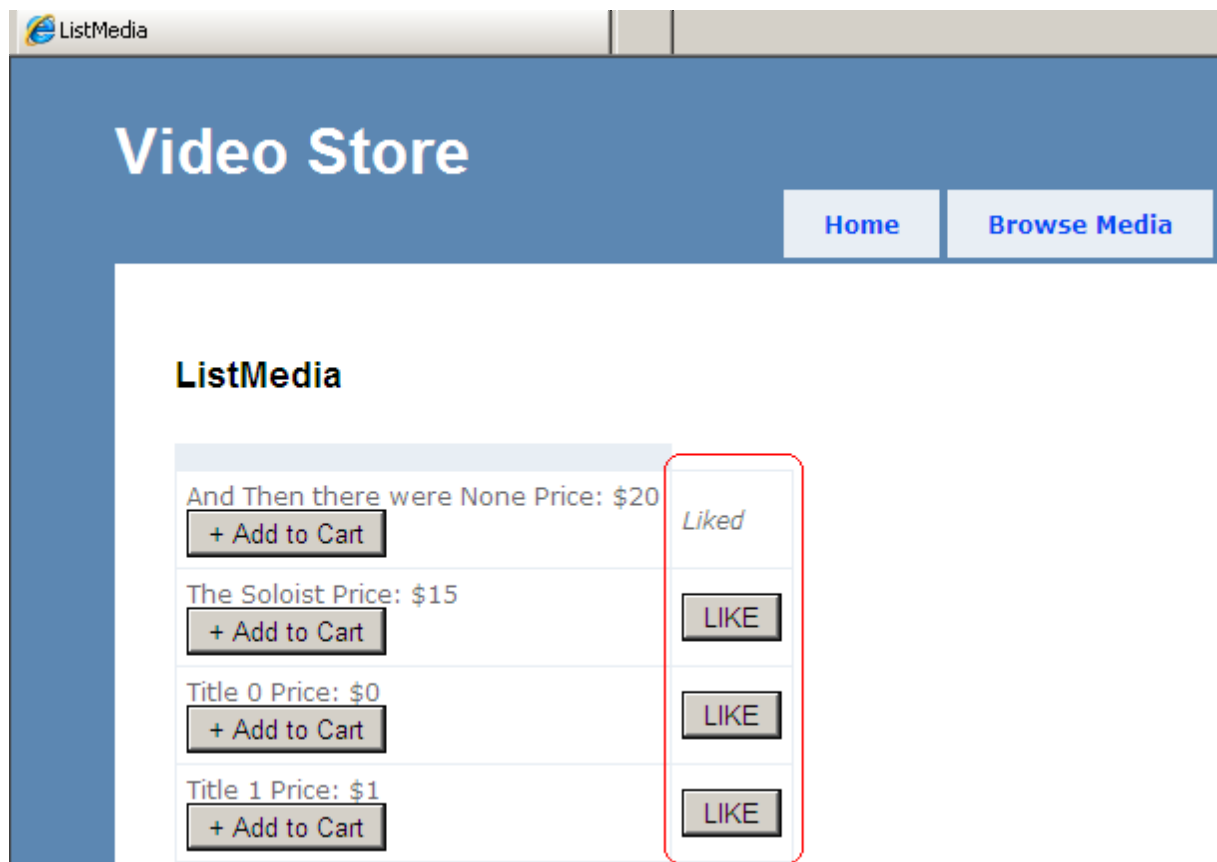 ListMedia
Video Store
Home
Browse Media
ListMedia
And Then there were None Price: $20
+ Add to Cart
Liked
The Soloist Price: $15
+ Add to Cart
LIKE
Title 0 Price: $0
+ Add to Cart
LIKE
Title 1 Price: $1
+ Add to Cart
LIKE